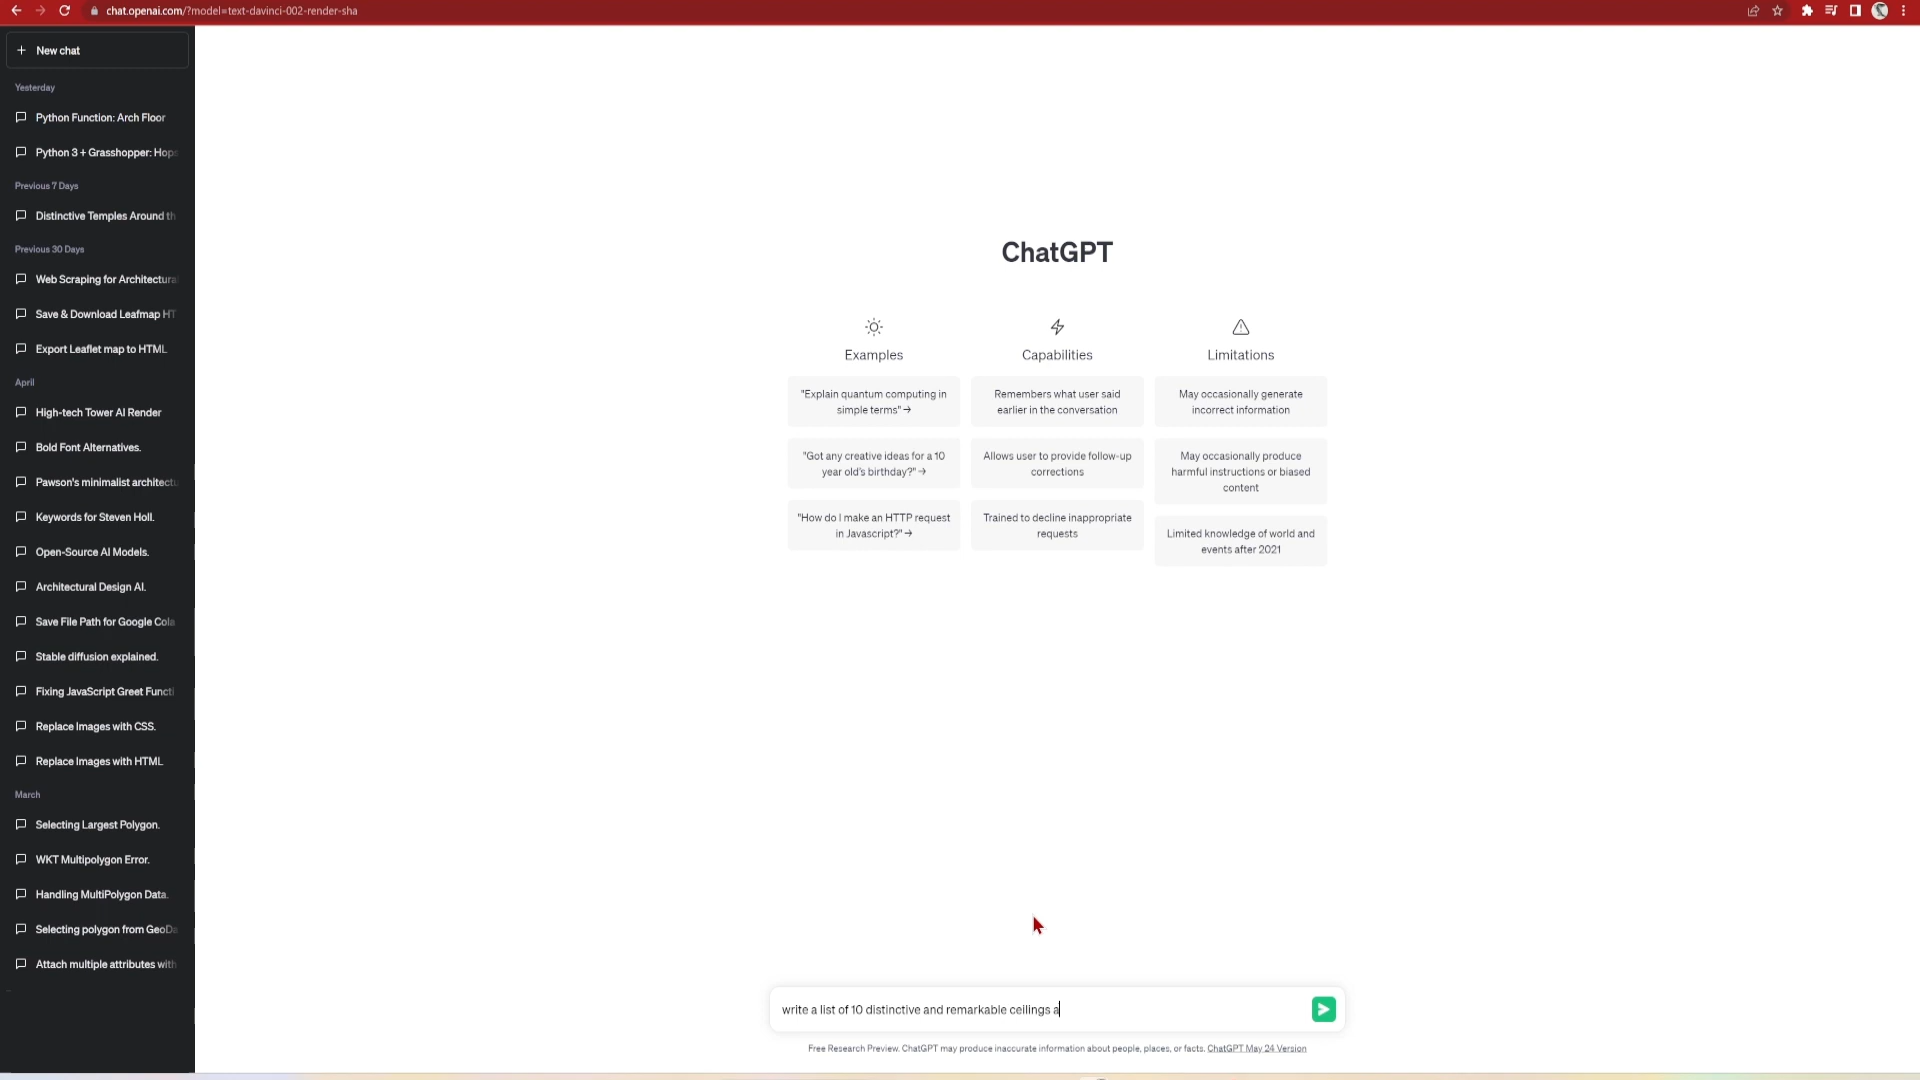 chat.openai.com/?model=text-davinci-002-render-sha
New chat
Yesterday
Python Function: Arch Floor
Python 3 + Grasshopper: Hops
Previous 7 Days
Distinctive Temples Around th
Previous 30 Days
Web Scraping for Architectural
Save & Download Leafmap HT
Export Leaflet map to HTML
April
High-tech Tower AI Render
Bold Font Alternatives.
Pawson's minimalist architectu
Keywords for Steven Holl.
Open-Source AI Models.
Architectural Design AI.
Save File Path for Google Cola
Stable diffusion explained.
Fixing JavaScript Greet Functi
Replace Images with CSS.
Replace Images with HTML
March
Selecting Largest Polygon.
WKT Multipolygon Error.
Handling MultiPolygon Data.
Selecting polygon from GeoDa
Attach multiple attributes with
ChatGPT
Examples
"Explain quantum computing in
simple terms" →
"Got any creative ideas for a 10
year old's birthday?" →
"How do I make an HTTP request
in Javascript?" →
Capabilities
Remembers what user said
earlier in the conversation
Allows user to provide follow-up
corrections
Trained to decline inappropriate
requests
Limitations
May occasionally generate
incorrect information
May occasionally produce
harmful instructions or biased
content
Limited knowledge of world and
events after 2021
write a list of 10 distinctive and remarkable ceilings a
Free Research Preview. ChatGPT may produce inaccurate information about people, places, or facts. ChatGPT May 24 Version